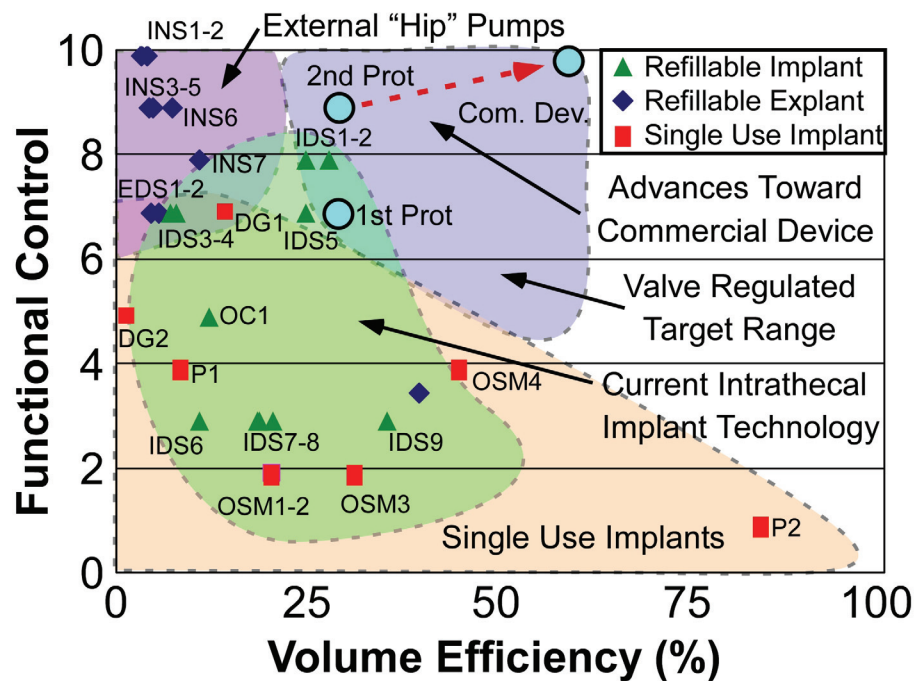 External “Hip” Pumps
INS1-2
10
2nd Prot
Refillable Implant
Refillable Explant
Single Use Implant
INS3-5
INS6
Com. Dev.
IDS1-2
8
INS7
EDS1-2
Advances Toward
Commercial Device
DG1
1st Prot
IDS3-4
IDS5
6
Valve Regulated
Target Range
OC1
DG2
4
P1
OSM4
Current Intrathecal
Implant Technology
IDS6
IDS7-8
IDS9
2
OSM1-2
OSM3
Single Use Implants
P2
0
0
25
50
75
100
Volume Efficiency (%)
Functional Control